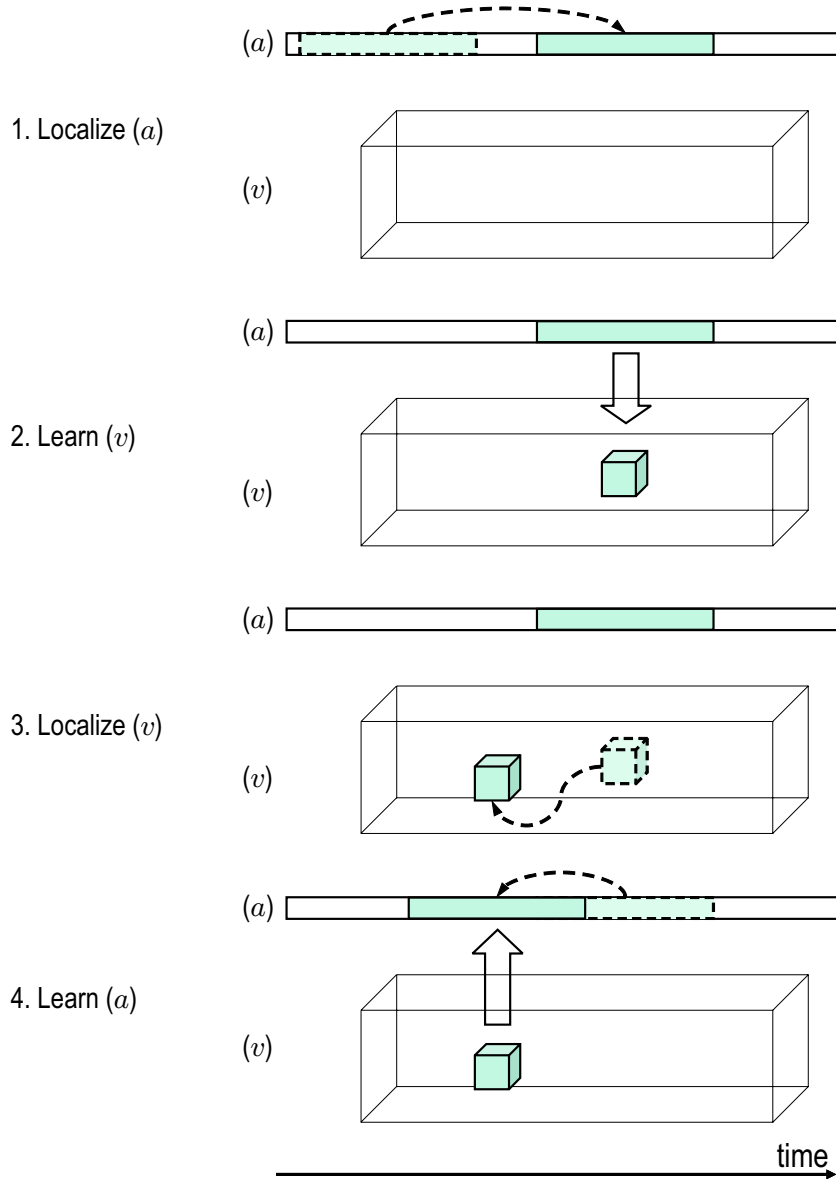 (a)
1. Localize (a)
(v)
(a)
2. Learn (v)
(v)
(a)
3. Localize (v)
(v)
(a)
4. Learn (a)
(v)
time